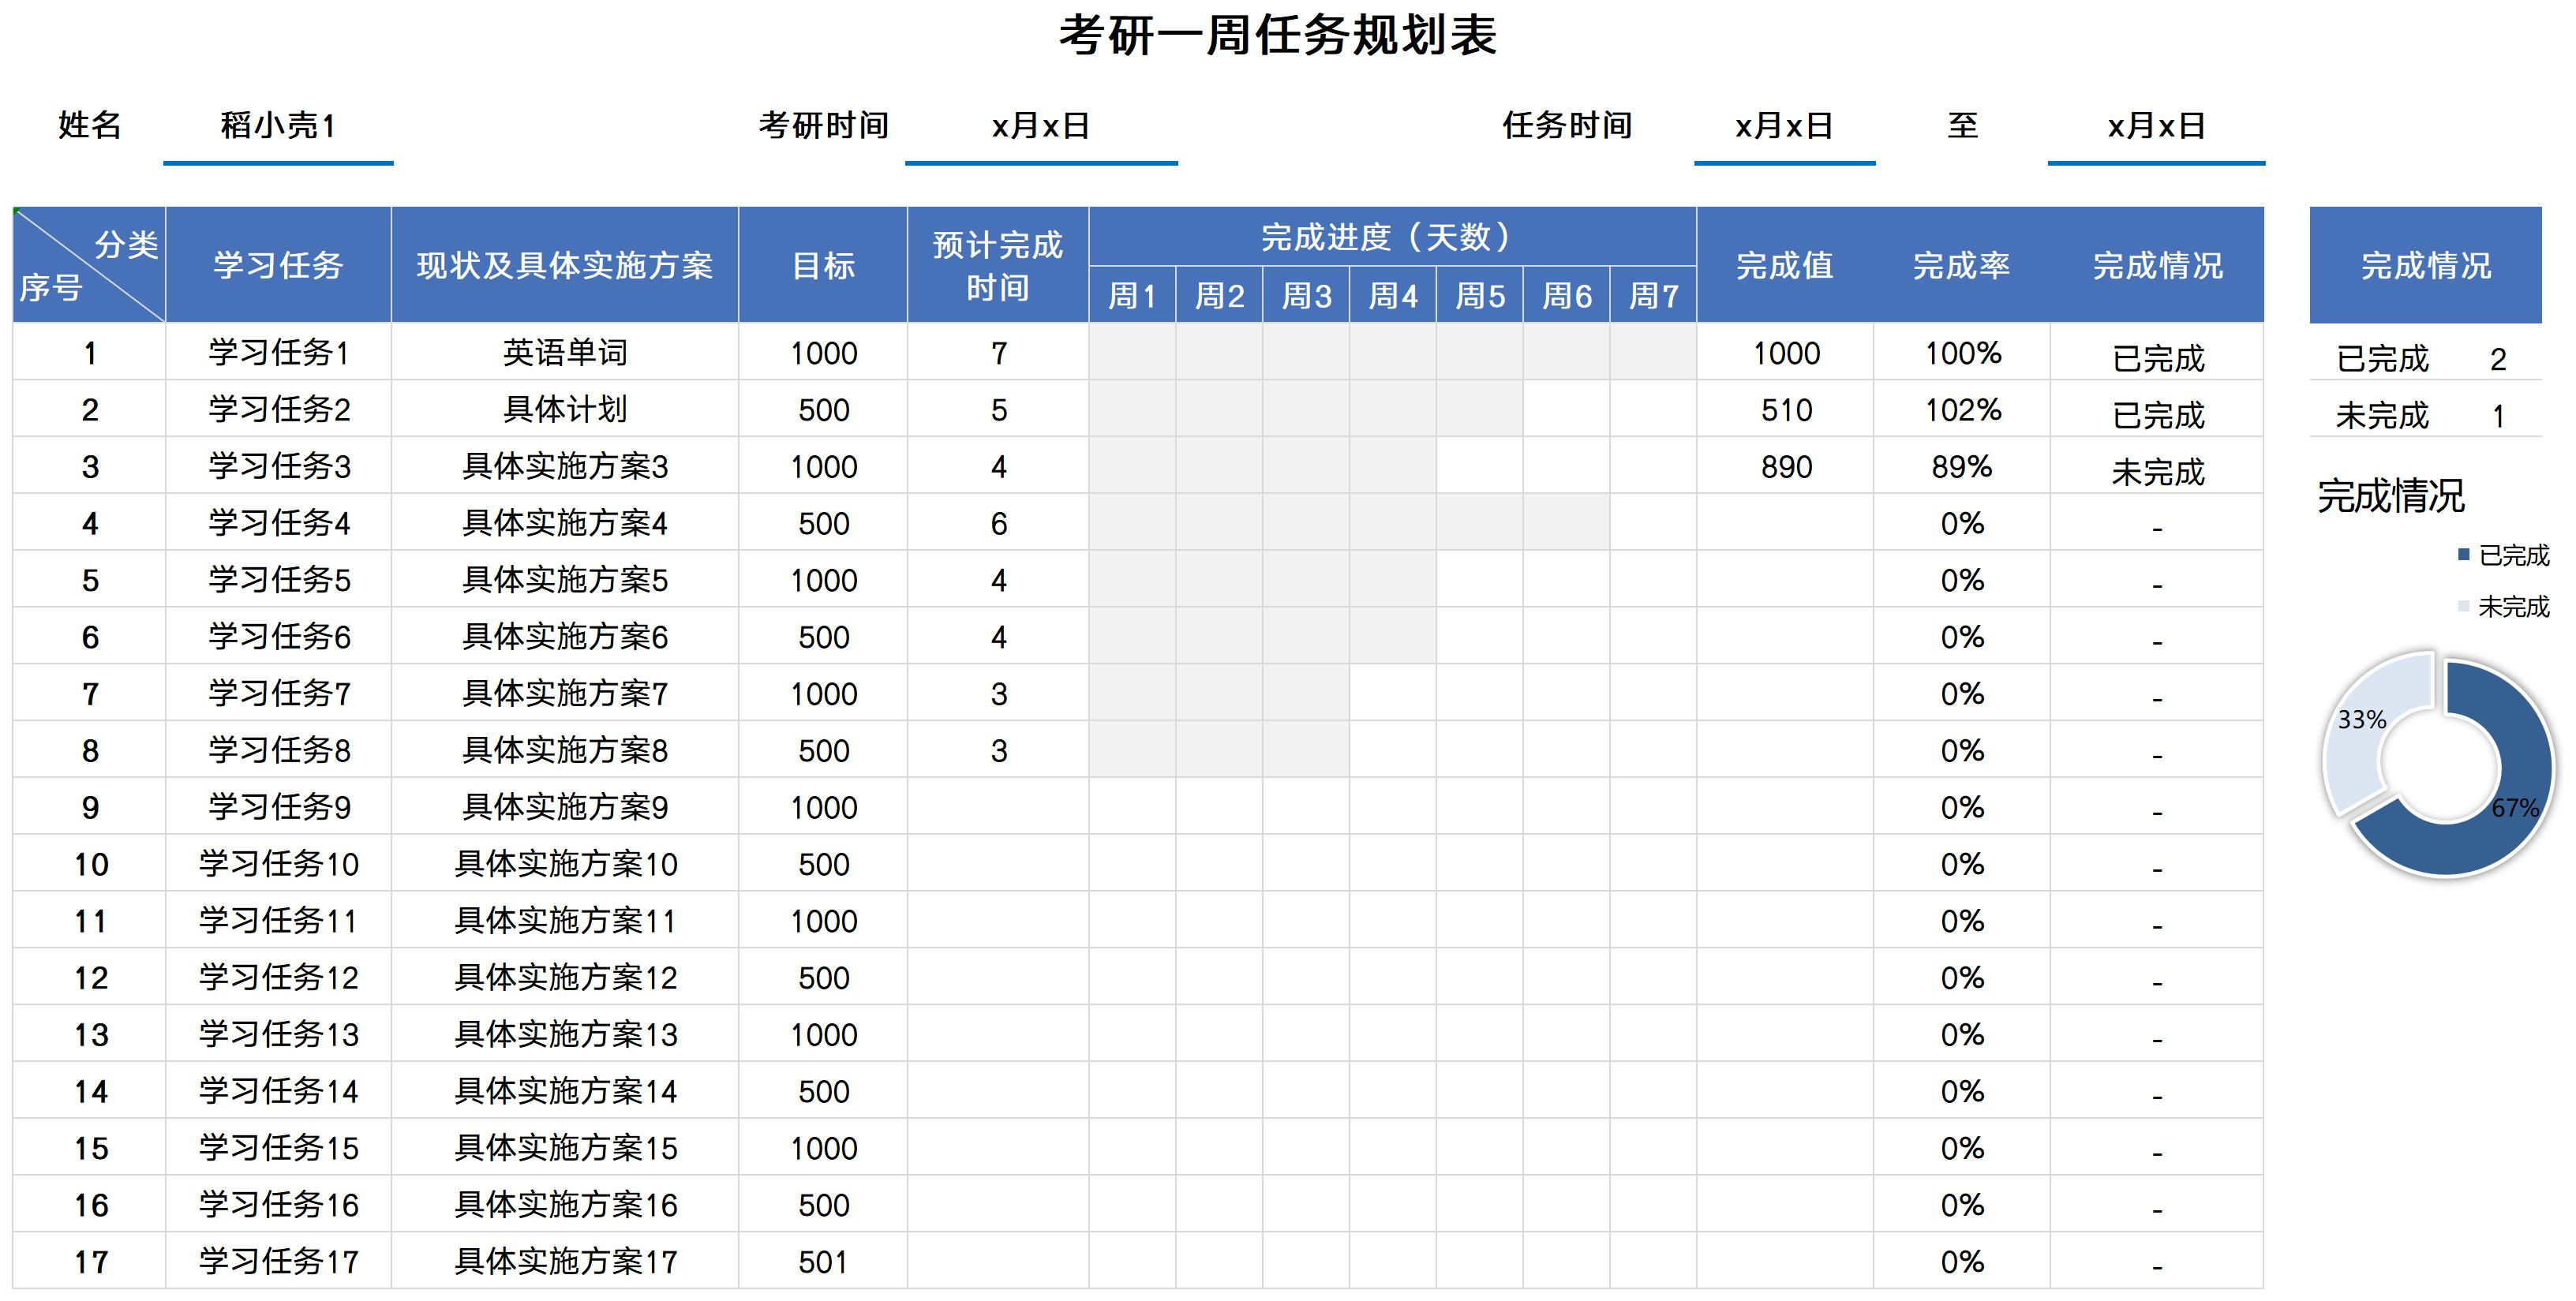 考研一周任务规划表
姓名 稻小壳1 考研时间 x月x日 任务时间 x月x日 至 x月x日
分类 序号 学习任务 现状及具体实施方案 目标 预计完成时间 完成进度（天数） 完成值 完成率 完成情况
周1 周2 周3 周4 周5 周6 周7
1 学习任务1 英语单词 1000 7 1000 100% 已完成
2 学习任务2 具体计划 500 5 510 102% 已完成
3 学习任务3 具体实施方案3 1000 4 890 89% 未完成
4 学习任务4 具体实施方案4 500 6 0% -
5 学习任务5 具体实施方案5 1000 4 0% -
6 学习任务6 具体实施方案6 500 4 0% -
7 学习任务7 具体实施方案7 1000 3 0% -
8 学习任务8 具体实施方案8 500 3 0% -
9 学习任务9 具体实施方案9 1000 0% -
10 学习任务10 具体实施方案10 500 0% -
11 学习任务11 具体实施方案11 1000 0% -
12 学习任务12 具体实施方案12 500 0% -
13 学习任务13 具体实施方案13 1000 0% -
14 学习任务14 具体实施方案14 500 0% -
15 学习任务15 具体实施方案15 1000 0% -
16 学习任务16 具体实施方案16 500 0% -
17 学习任务17 具体实施方案17 501 0% -
完成情况
已完成 2
未完成 1
完成情况
已完成
未完成
33%
67%